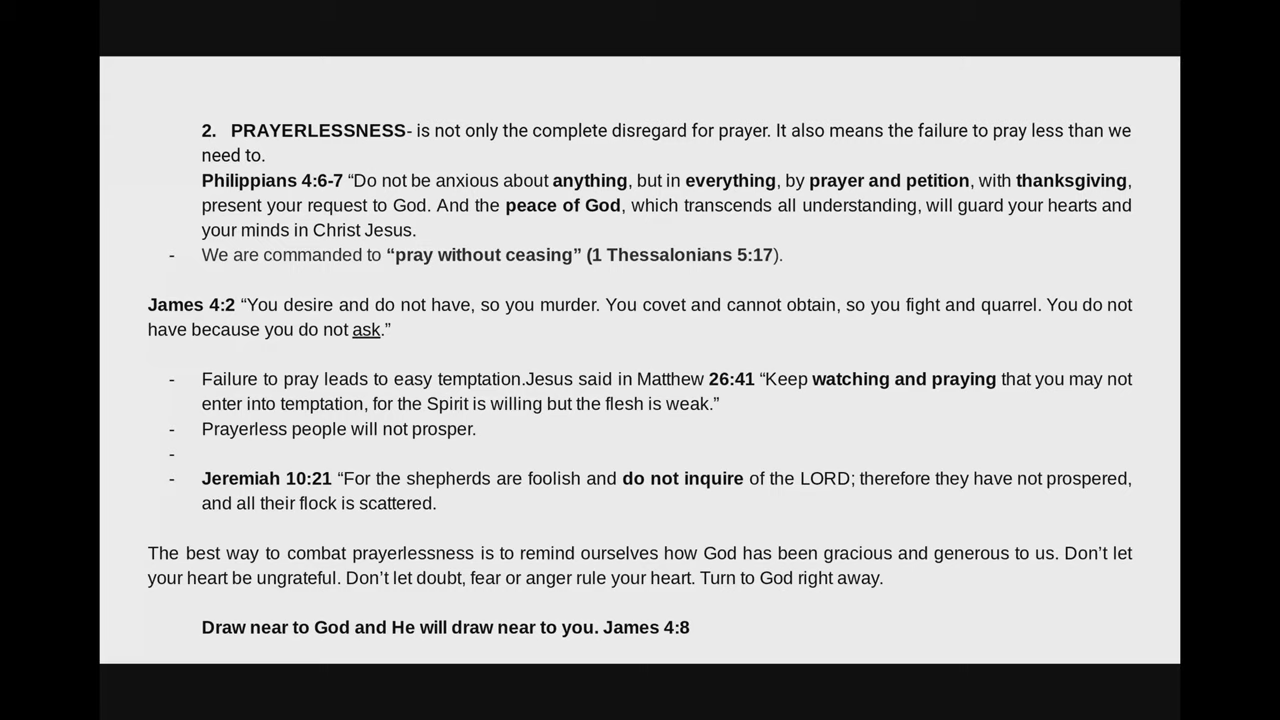 2. PRAYERLESSNESS- is not only the complete disregard for prayer. It also means the failure to pray less than we
need to.
Philippians 4:6-7 “Do not be anxious about anything, but in everything, by prayer and petition, with thanksgiving,
present your request to God. And the peace of God, which transcends all understanding, will guard your hearts and
your minds in Christ Jesus.
- We are commanded to “pray without ceasing” (1 Thessalonians 5:17).
James 4:2 “You desire and do not have, so you murder. You covet and cannot obtain, so you fight and quarrel. You do not
have because you do not ask.”
- Failure to pray leads to easy temptation.Jesus said in Matthew 26:41 “Keep watching and praying that you may not
enter into temptation, for the Spirit is willing but the flesh is weak.”
- Prayerless people will not prosper.
-
- Jeremiah 10:21 “For the shepherds are foolish and do not inquire of the LORD; therefore they have not prospered,
and all their flock is scattered.
The best way to combat prayerlessness is to remind ourselves how God has been gracious and generous to us. Don’t let
your heart be ungrateful. Don’t let doubt, fear or anger rule your heart. Turn to God right away.
Draw near to God and He will draw near to you. James 4:8